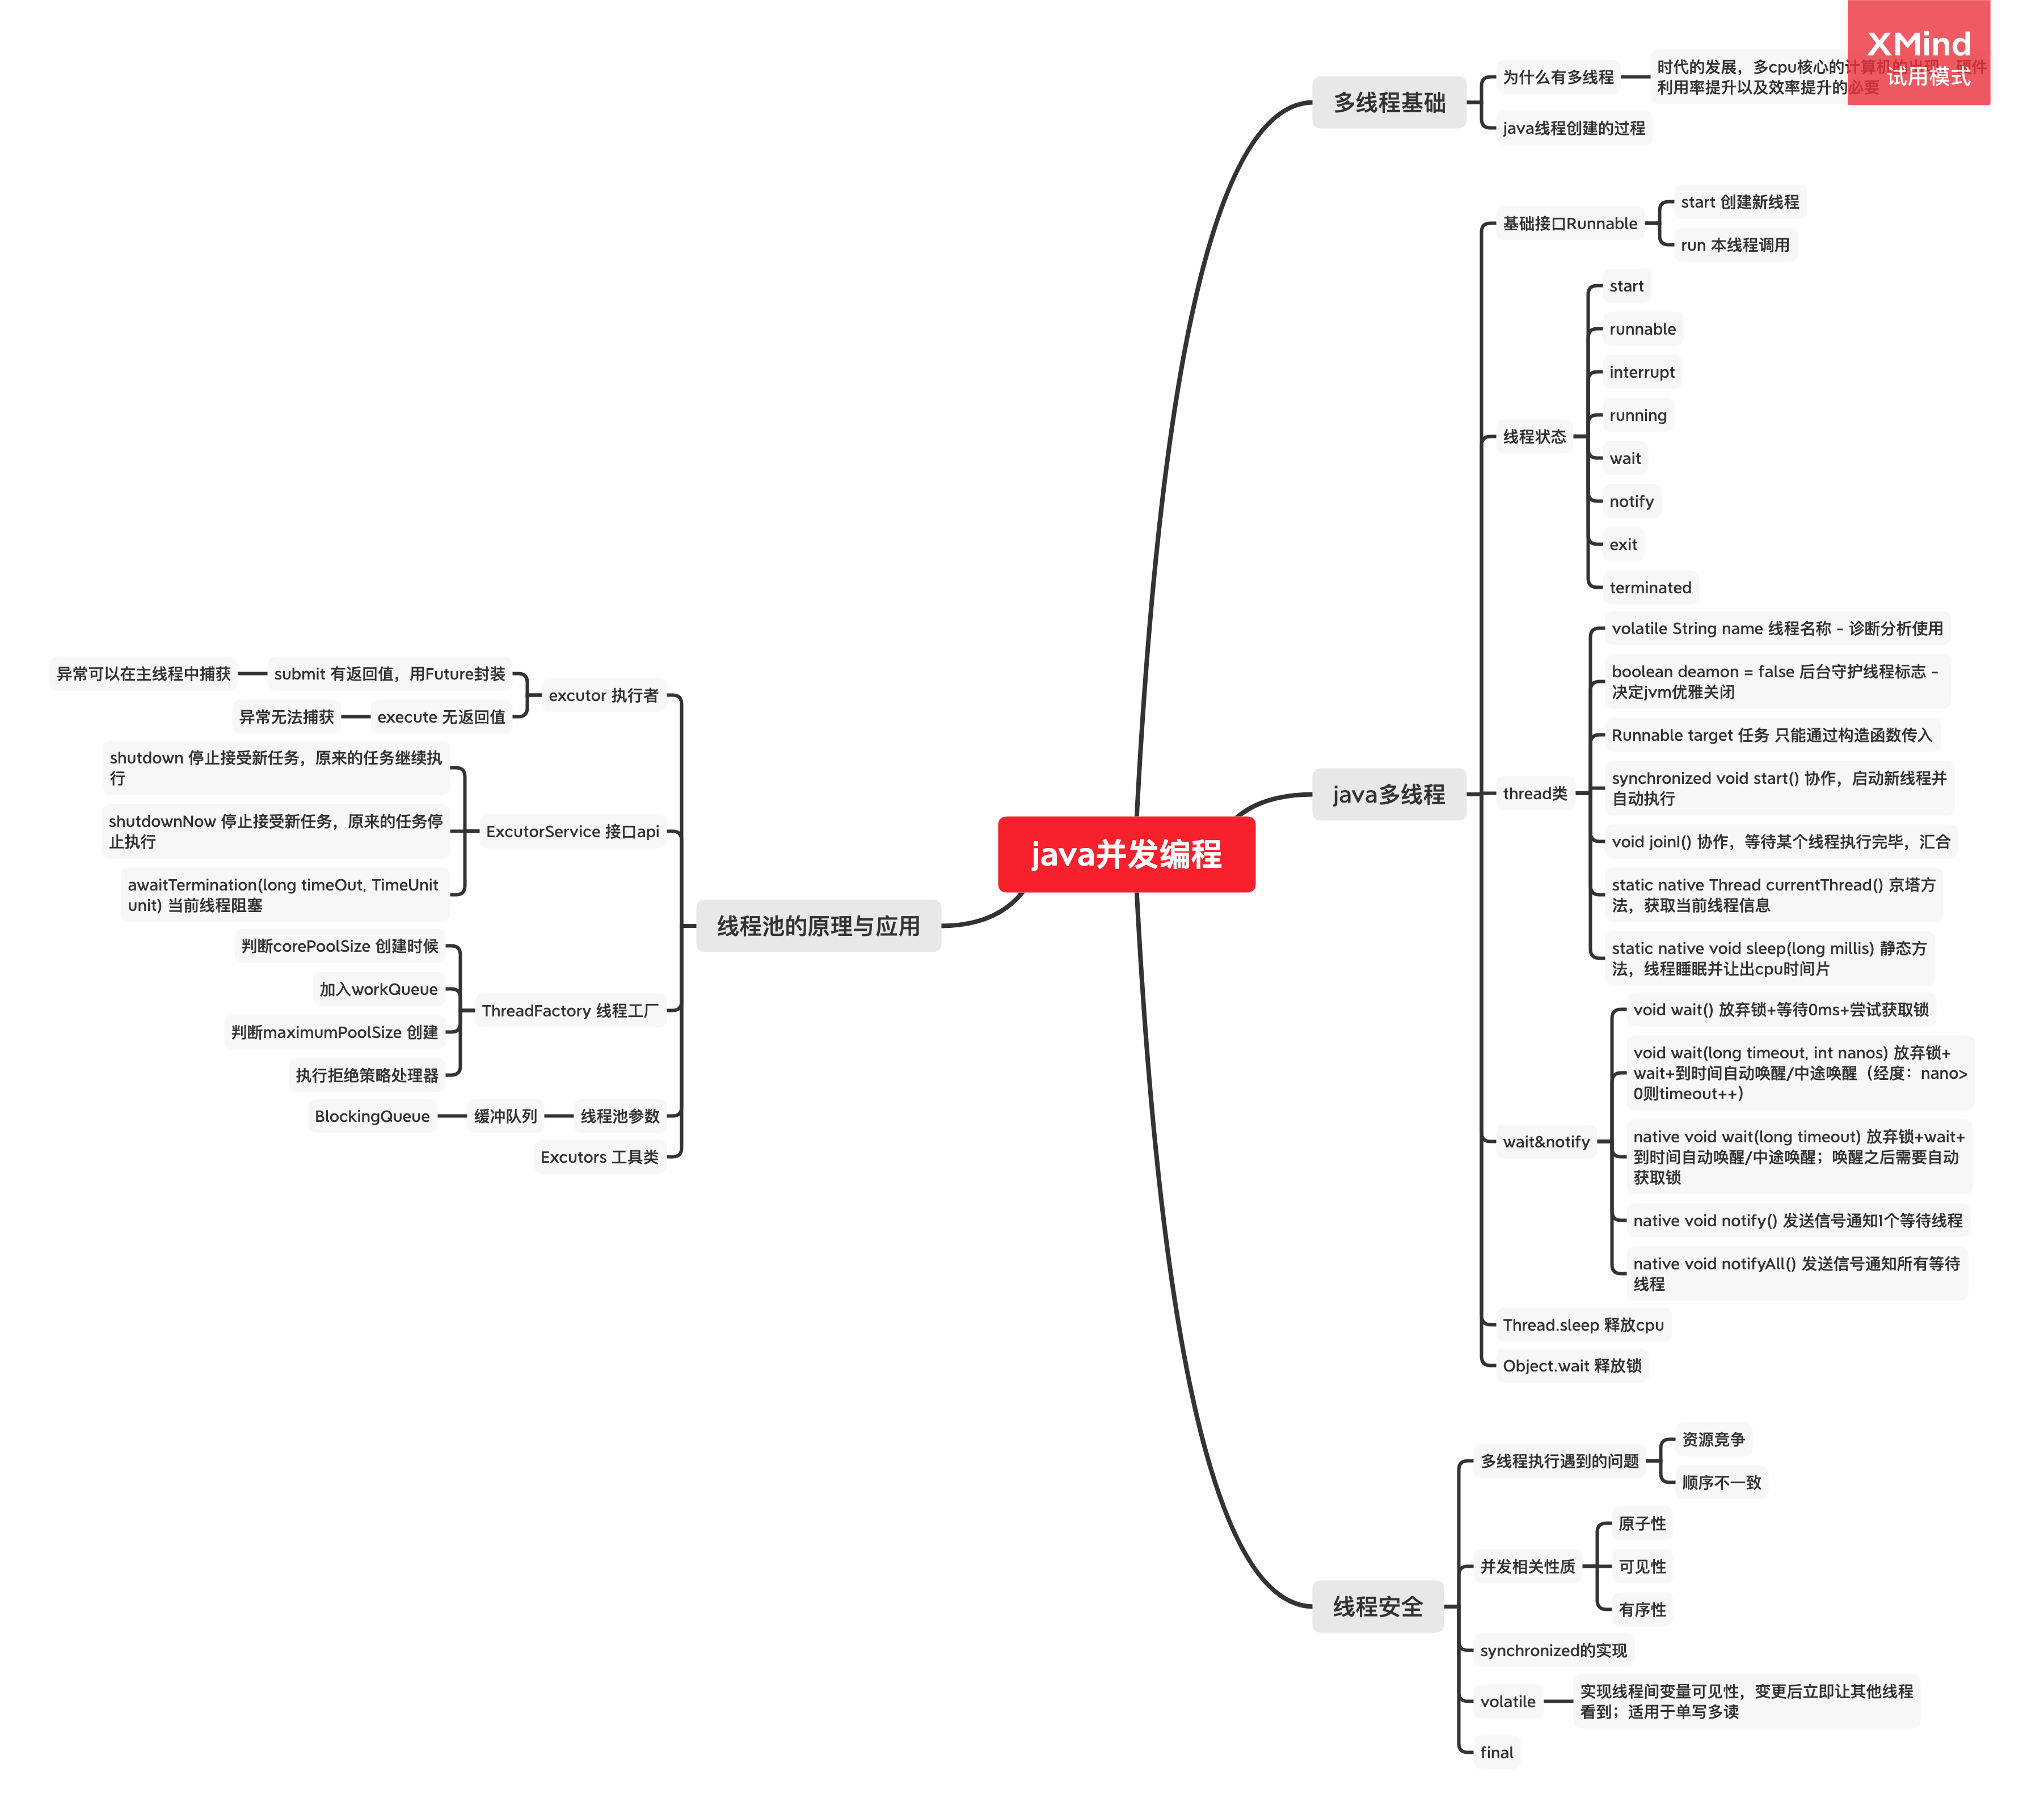 XMind
试用模式
java并发编程
多线程基础
为什么有多线程
时代的发展，多cpu核心的计算机的出现，硬件
利用率提升以及效率提升的必要
java线程创建的过程
java多线程
基础接口Runnable
start 创建新线程
run 本线程调用
线程状态
start
runnable
interrupt
running
wait
notify
exit
terminated
thread类
volatile String name 线程名称 - 诊断分析使用
boolean deamon = false 后台守护线程标志 -
决定jvm优雅关闭
Runnable target 任务 只能通过构造函数传入
synchronized void start() 协作，启动新线程并
自动执行
void joinI() 协作，等待某个线程执行完毕，汇合
static native Thread currentThread() 京塔方
法，获取当前线程信息
static native void sleep(long millis) 静态方
法，线程睡眠并让出cpu时间片
wait&notify
void wait() 放弃锁+等待0ms+尝试获取锁
void wait(long timeout, int nanos) 放弃锁+
wait+到时间自动唤醒/中途唤醒（经度：nano>
0则timeout++）
native void wait(long timeout) 放弃锁+wait+
到时间自动唤醒/中途唤醒；唤醒之后需要自动
获取锁
native void notify() 发送信号通知1个等待线程
native void notifyAll() 发送信号通知所有等待
线程
Thread.sleep 释放cpu
Object.wait 释放锁
线程安全
多线程执行遇到的问题
资源竞争
顺序不一致
并发相关性质
原子性
可见性
有序性
synchronized的实现
volatile
实现线程间变量可见性，变更后立即让其他线程
看到；适用于单写多读
final
线程池的原理与应用
excutor 执行者
submit 有返回值，用Future封装
异常可以在主线程中捕获
execute 无返回值
异常无法捕获
ExcutorService 接口api
shutdown 停止接受新任务，原来的任务继续执
行
shutdownNow 停止接受新任务，原来的任务停
止执行
awaitTermination(long timeOut, TimeUnit
unit) 当前线程阻塞
ThreadFactory 线程工厂
判断corePoolSize 创建时候
加入workQueue
判断maximumPoolSize 创建
执行拒绝策略处理器
线程池参数
缓冲队列
BlockingQueue
Excutors 工具类